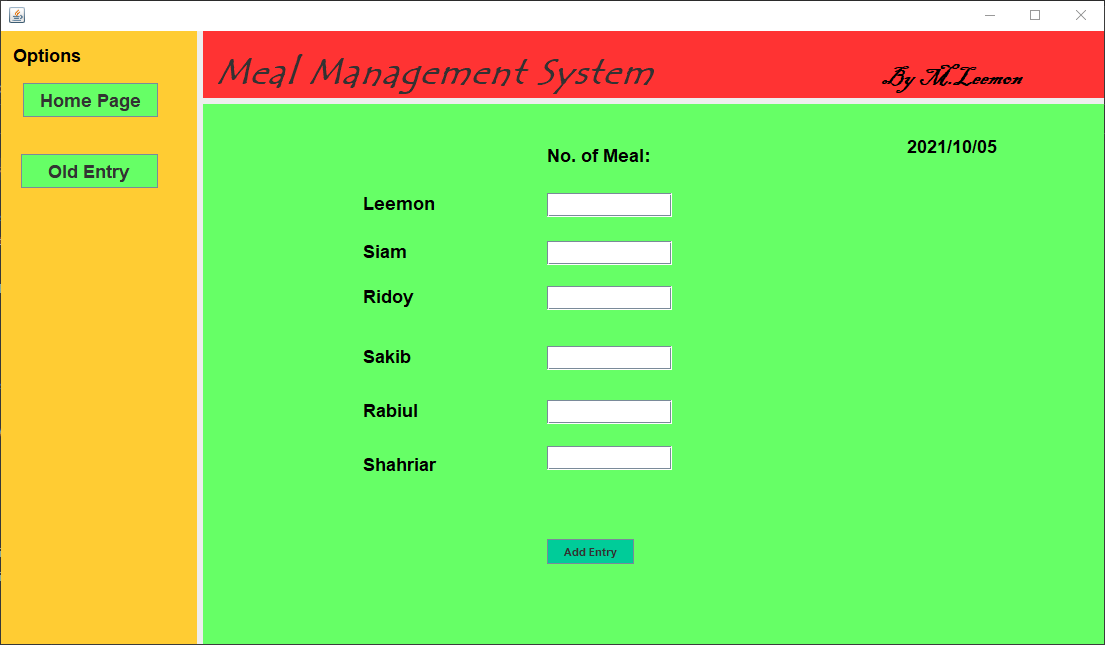 Options
Home Page
Old Entry
Meal Management System
By M.Leemon
No. of Meal:
2021/10/05
Leemon
Siam
Ridoy
Sakib
Rabiul
Shahriar
Add Entry